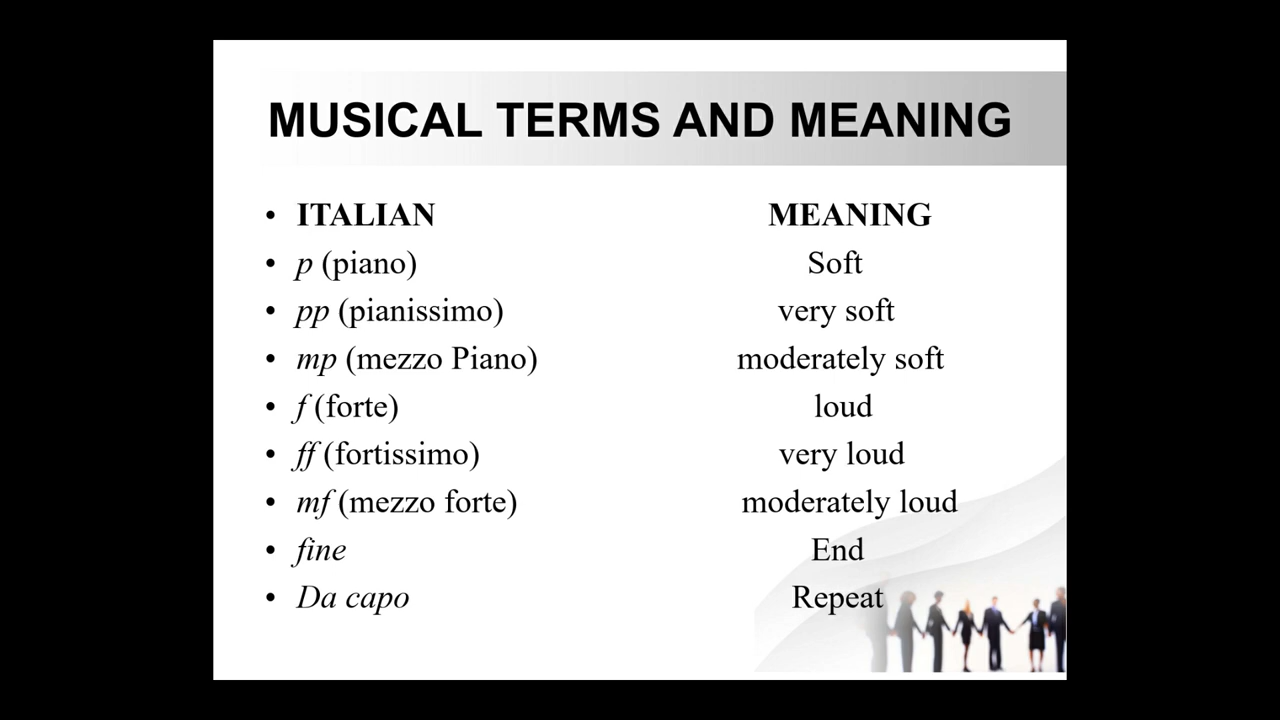 MUSICAL TERMS AND MEANING
• ITALIAN MEANING
• p (piano) Soft
• pp (pianissimo) very soft
• mp (mezzo Piano) moderately soft
• f (forte) loud
• ff (fortissimo) very loud
• mf (mezzo forte) moderately loud
• fine End
• Da capo Repeat